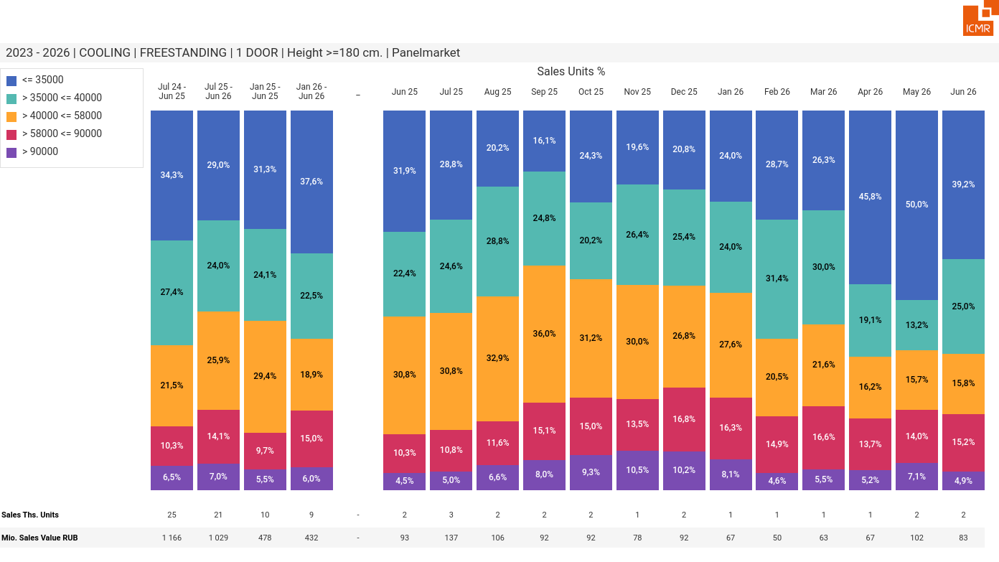 ICMR
2023 - 2026 | COOLING | FREESTANDING | 1 DOOR | Height >=180 cm. | Panelmarket
<= 35000
> 35000 <= 40000
> 40000 <= 58000
> 58000 <= 90000
> 90000
Sales Units %
Jul 24 - Jun 25 Jul 25 - Jun 26 Jan 25 - Jun 25 Jan 26 - Jun 26 – Jun 25 Jul 25 Aug 25 Sep 25 Oct 25 Nov 25 Dec 25 Jan 26 Feb 26 Mar 26 Apr 26 May 26 Jun 26
34,3% 29,0% 31,3% 37,6% 31,9% 28,8% 20,2% 16,1% 24,3% 19,6% 20,8% 24,0% 28,7% 26,3% 45,8% 50,0% 39,2%
27,4% 24,0% 24,1% 22,5% 22,4% 24,6% 28,8% 24,8% 20,2% 26,4% 25,4% 24,0% 31,4% 30,0% 19,1% 13,2% 25,0%
21,5% 25,9% 29,4% 18,9% 30,8% 30,8% 32,9% 36,0% 31,2% 30,0% 26,8% 27,6% 20,5% 21,6% 16,2% 15,7% 15,8%
10,3% 14,1% 9,7% 15,0% 10,3% 10,8% 11,6% 15,1% 15,0% 13,5% 16,8% 16,3% 14,9% 16,6% 13,7% 14,0% 15,2%
6,5% 7,0% 5,5% 6,0% 4,5% 5,0% 6,6% 8,0% 9,3% 10,5% 10,2% 8,1% 4,6% 5,5% 5,2% 7,1% 4,9%
Sales Ths. Units 25 21 10 9 - 2 3 2 2 2 1 2 1 1 1 1 2 2
Mio. Sales Value RUB 1 166 1 029 478 432 - 93 137 106 92 92 78 92 67 50 63 67 102 83